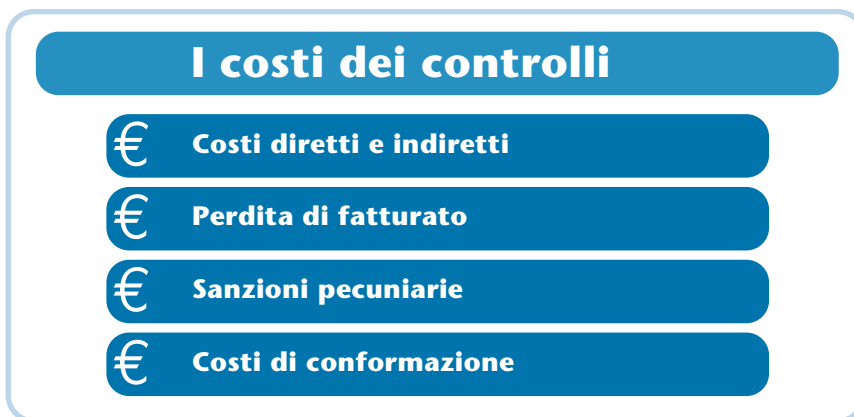 I costi dei controlli
€ Costi diretti e indiretti
€ Perdita di fatturato
€ Sanzioni pecuniarie
€ Costi di conformazione